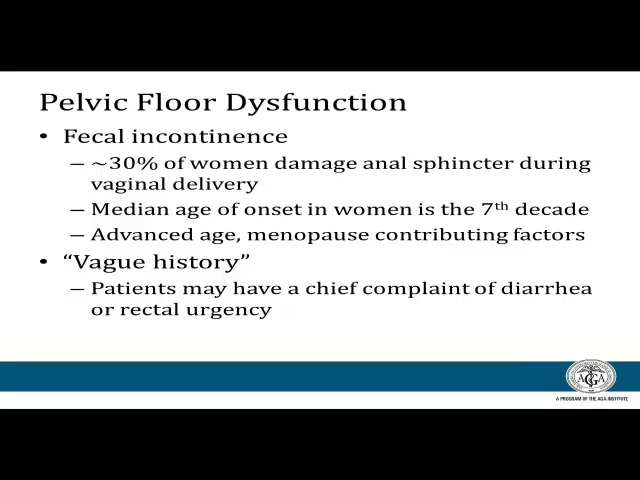 Pelvic Floor Dysfunction
• Fecal incontinence
– ~30% of women damage anal sphincter during
vaginal delivery
– Median age of onset in women is the 7th decade
– Advanced age, menopause contributing factors
• “Vague history”
– Patients may have a chief complaint of diarrhea
or rectal urgency
AGA
A PROGRAM OF THE AGA INSTITUTE